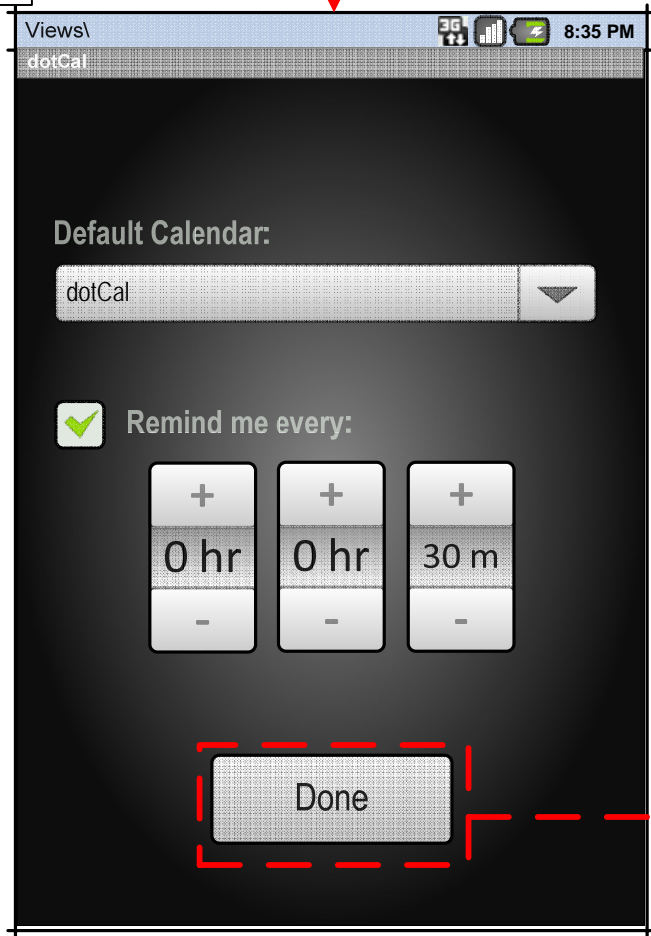 Views\
3G
8:35 PM
dotCal
Default Calendar:
dotCal
Remind me every:
+ + +
0 hr 0 hr 30 m
- - -
Done